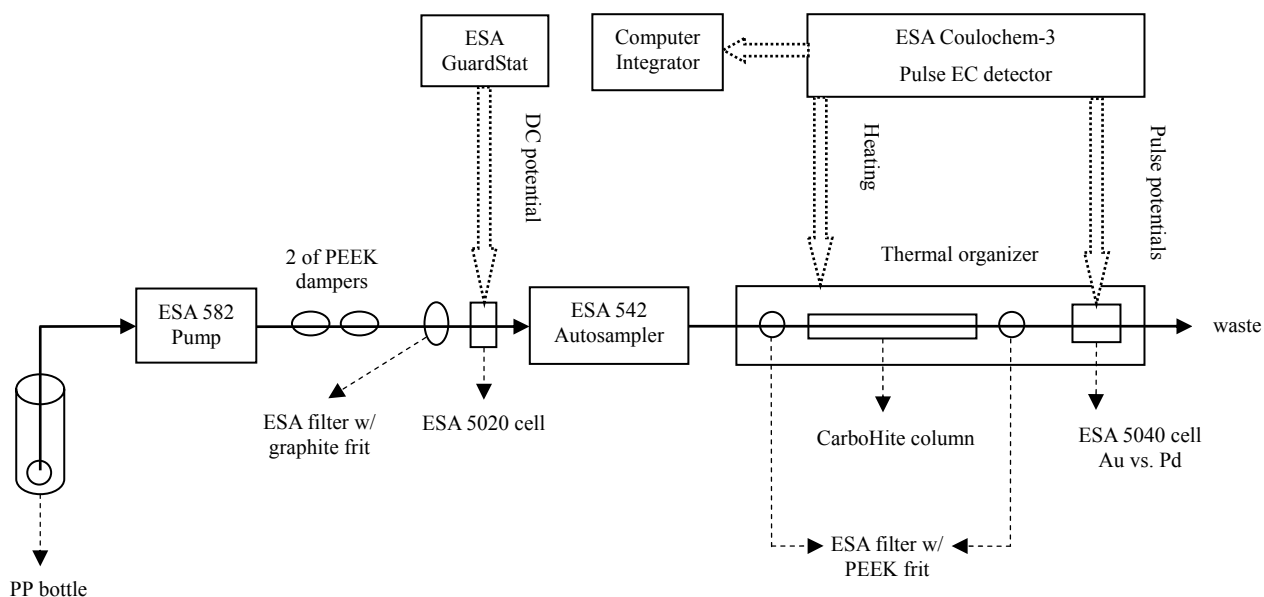 ESA
GuardStat
Computer
Integrator
ESA Coulochem-3
Pulse EC detector
DC potential
Heating
Pulse potentials
2 of PEEK
dampers
Thermal organizer
ESA 582
Pump
ESA 542
Autosampler
waste
ESA filter w/
graphite frit
ESA 5020 cell
CarboHite column
ESA 5040 cell
Au vs. Pd
ESA filter w/
PEEK frit
PP bottle